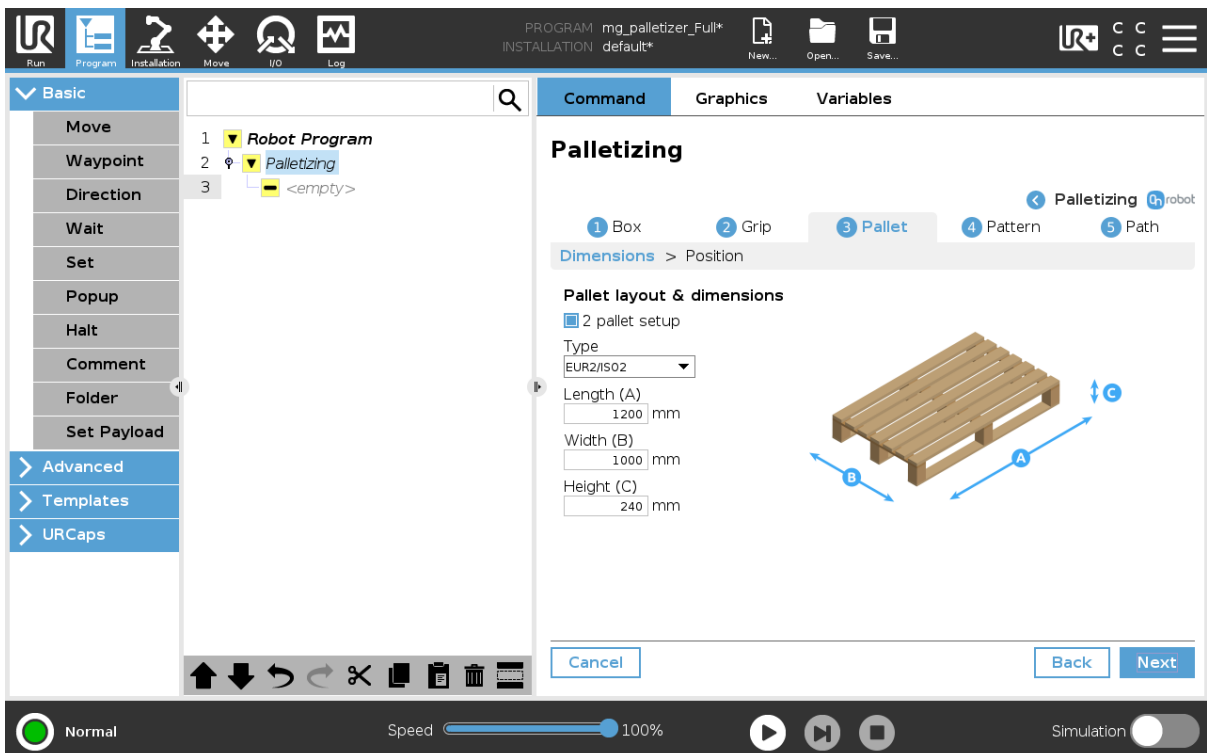 PROGRAM mg_palletizer_Full*
INSTALLATION default*
UR
Run
Program
Installation
Move
I/O
Log
New...
Open...
Save...
UR+
C C
C C
Basic
Move
Waypoint
Direction
Wait
Set
Popup
Halt
Comment
Folder
Set Payload
Advanced
Templates
URCaps
1 Robot Program
2 Palletizing
3 <empty>
Command Graphics Variables
Palletizing
Palletizing On robot
1 Box 2 Grip 3 Pallet 4 Pattern 5 Path
Dimensions > Position
Pallet layout & dimensions
2 pallet setup
Type
EUR2/ISO2
Length (A)
1200 mm
Width (B)
1000 mm
Height (C)
240 mm
C
A
B
Cancel Back Next
Normal Speed 100% Simulation